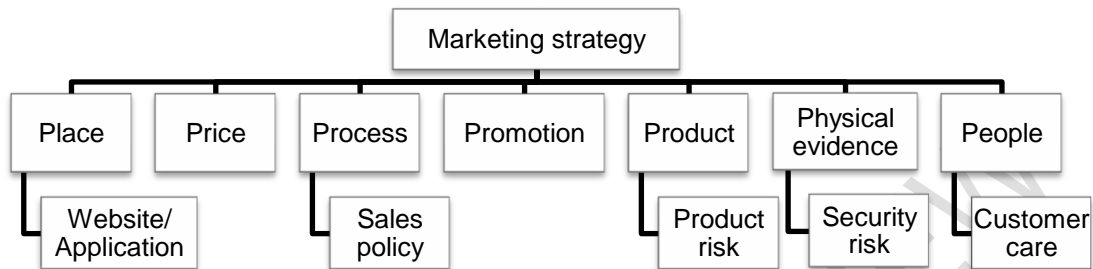 Marketing strategy
Place
Price
Process
Promotion
Product
Physical
evidence
People
Website/
Application
Sales
policy
Product
risk
Security
risk
Customer
care